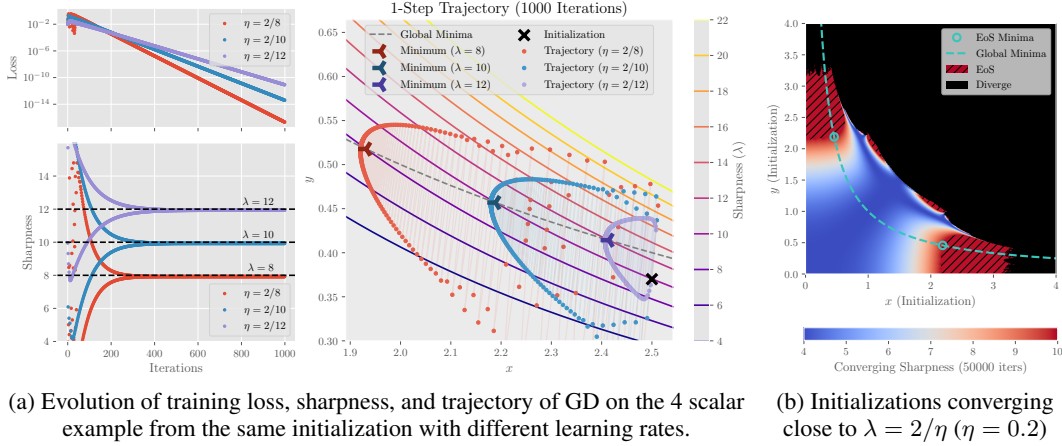 10⁻²
10⁻⁶
10⁻¹⁰
10⁻¹⁴
Loss
η = 2/8
η = 2/10
η = 2/12
14
12
10
8
6
4
Sharpness
λ = 12
λ = 10
λ = 8
η = 2/8
η = 2/10
η = 2/12
0 200 400 600 800 1000
Iterations
1-Step Trajectory (1000 Iterations)
Global Minima
Minimum (λ = 8)
Minimum (λ = 10)
Minimum (λ = 12)
Initialization
Trajectory (η = 2/8)
Trajectory (η = 2/10)
Trajectory (η = 2/12)
0.65
0.60
0.55
0.50
0.45
0.40
0.35
0.30
y
1.9 2.0 2.1 2.2 2.3 2.4 2.5
x
22
20
18
16
14
12
10
8
6
4
Sharpness (λ)
EoS Minima
Global Minima
EoS
Diverge
4.0
3.5
3.0
2.5
2.0
1.5
1.0
0.5
0.0
y (Initialization)
0 1 2 3 4
x (Initialization)
4 5 6 7 8 9 10
Converging Sharpness (50000 iters)
(a) Evolution of training loss, sharpness, and trajectory of GD on the 4 scalar
example from the same initialization with different learning rates.
(b) Initializations converging
close to λ = 2/η (η = 0.2)